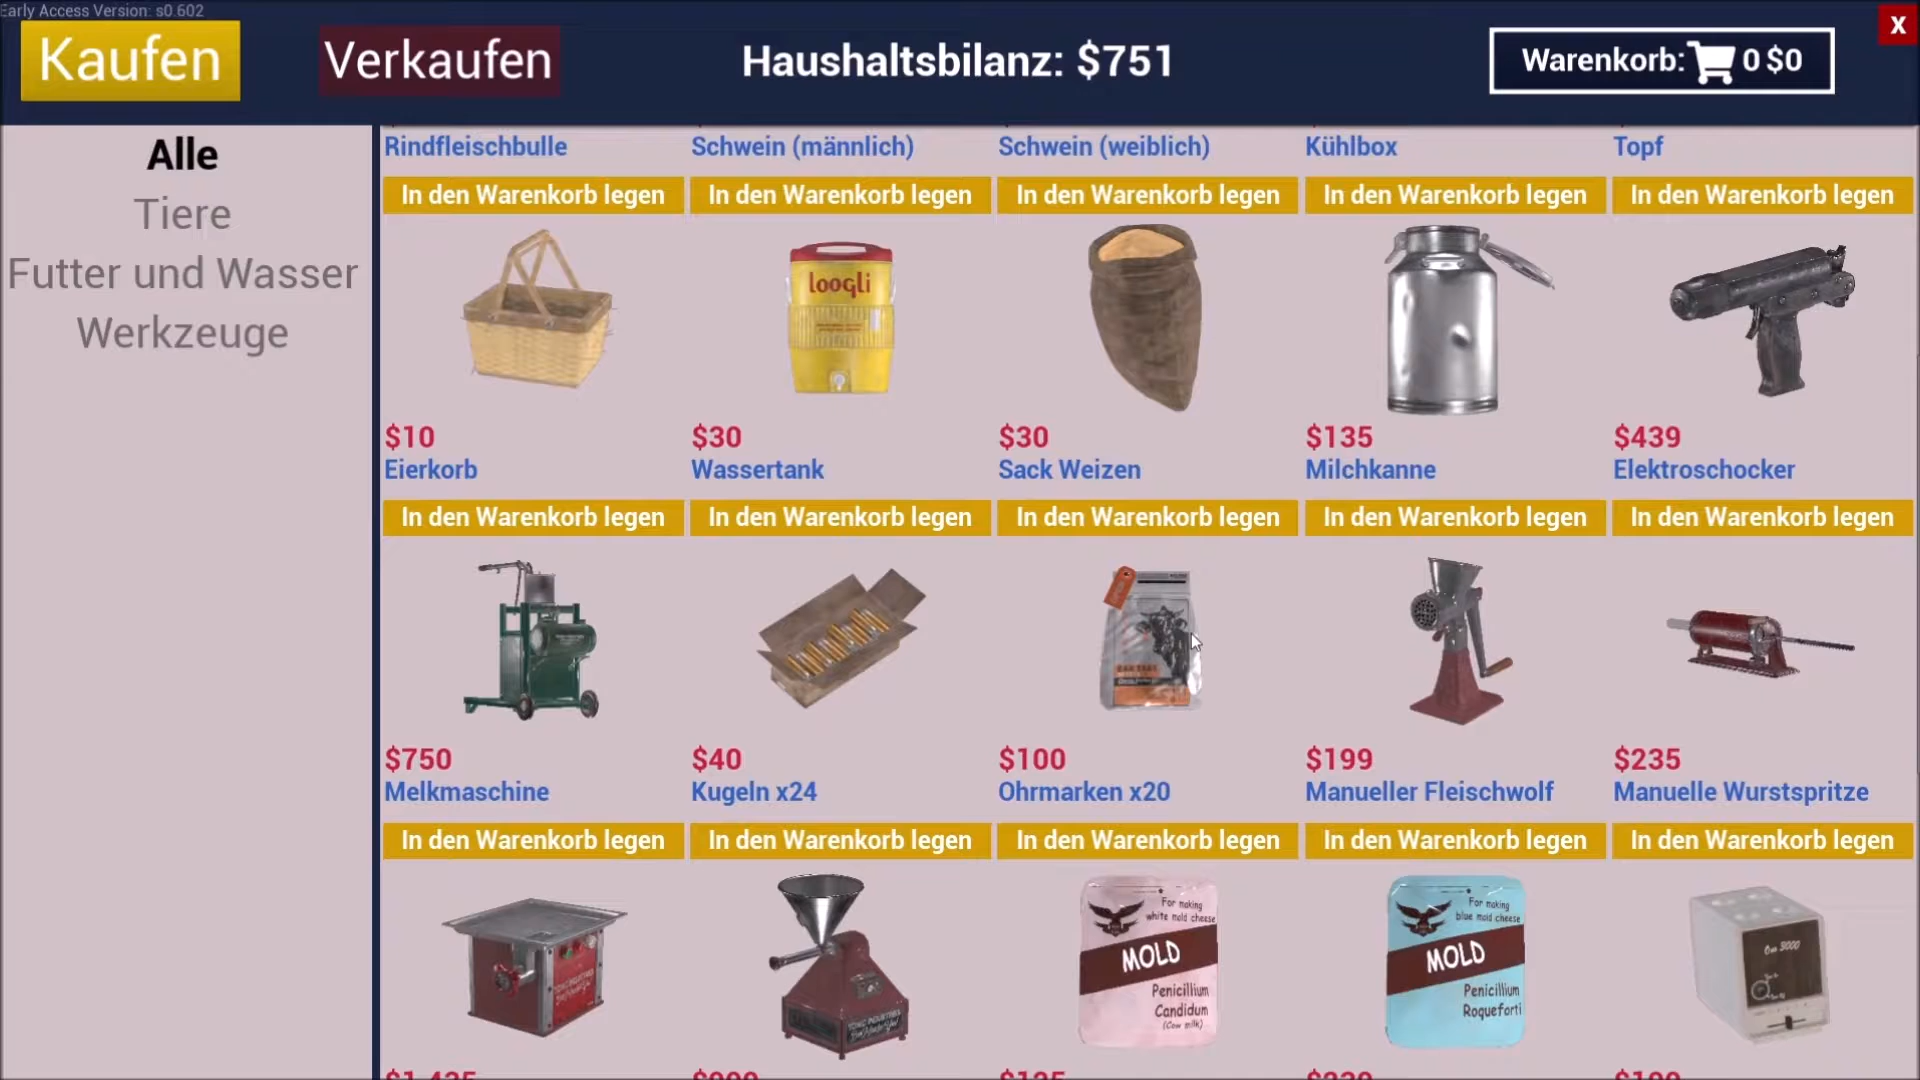 Early Access Version: s0.602
Kaufen
Verkaufen
Haushaltsbilanz: $751
Warenkorb: 0 $0
X
Alle
Tiere
Futter und Wasser
Werkzeuge
Rindfleischbulle
Schwein (männlich)
Schwein (weiblich)
Kühlbox
Topf
In den Warenkorb legen
In den Warenkorb legen
In den Warenkorb legen
In den Warenkorb legen
In den Warenkorb legen
loogli
$10
$30
$30
$135
$439
Eierkorb
Wassertank
Sack Weizen
Milchkanne
Elektroschocker
In den Warenkorb legen
In den Warenkorb legen
In den Warenkorb legen
In den Warenkorb legen
In den Warenkorb legen
$750
$40
$100
$199
$235
Melkmaschine
Kugeln x24
Ohrmarken x20
Manueller Fleischwolf
Manuelle Wurstspritze
In den Warenkorb legen
In den Warenkorb legen
In den Warenkorb legen
In den Warenkorb legen
In den Warenkorb legen
For making
white mold cheese
MOLD
Penicillium
Candidum
(Cow milk)
For making
blue mold cheese
MOLD
Penicillium
Roqueforti